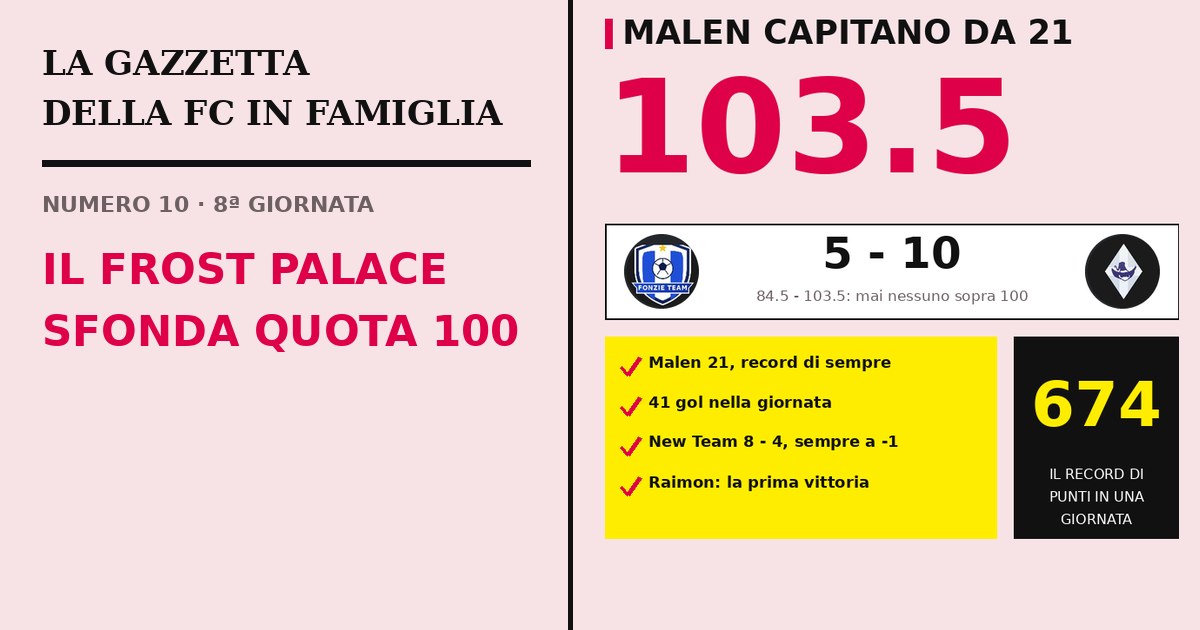 LA GAZZETTA
DELLA FC IN FAMIGLIA
NUMERO 10 · 8ª GIORNATA
IL FROST PALACE
SFONDA QUOTA 100
MALEN CAPITANO DA 21
103.5
FONZIE TEAM
5 - 10
84.5 - 103.5: mai nessuno sopra 100
Malen 21, record di sempre
41 gol nella giornata
New Team 8 - 4, sempre a -1
Raimon: la prima vittoria
674
IL RECORD DI
PUNTI IN UNA
GIORNATA